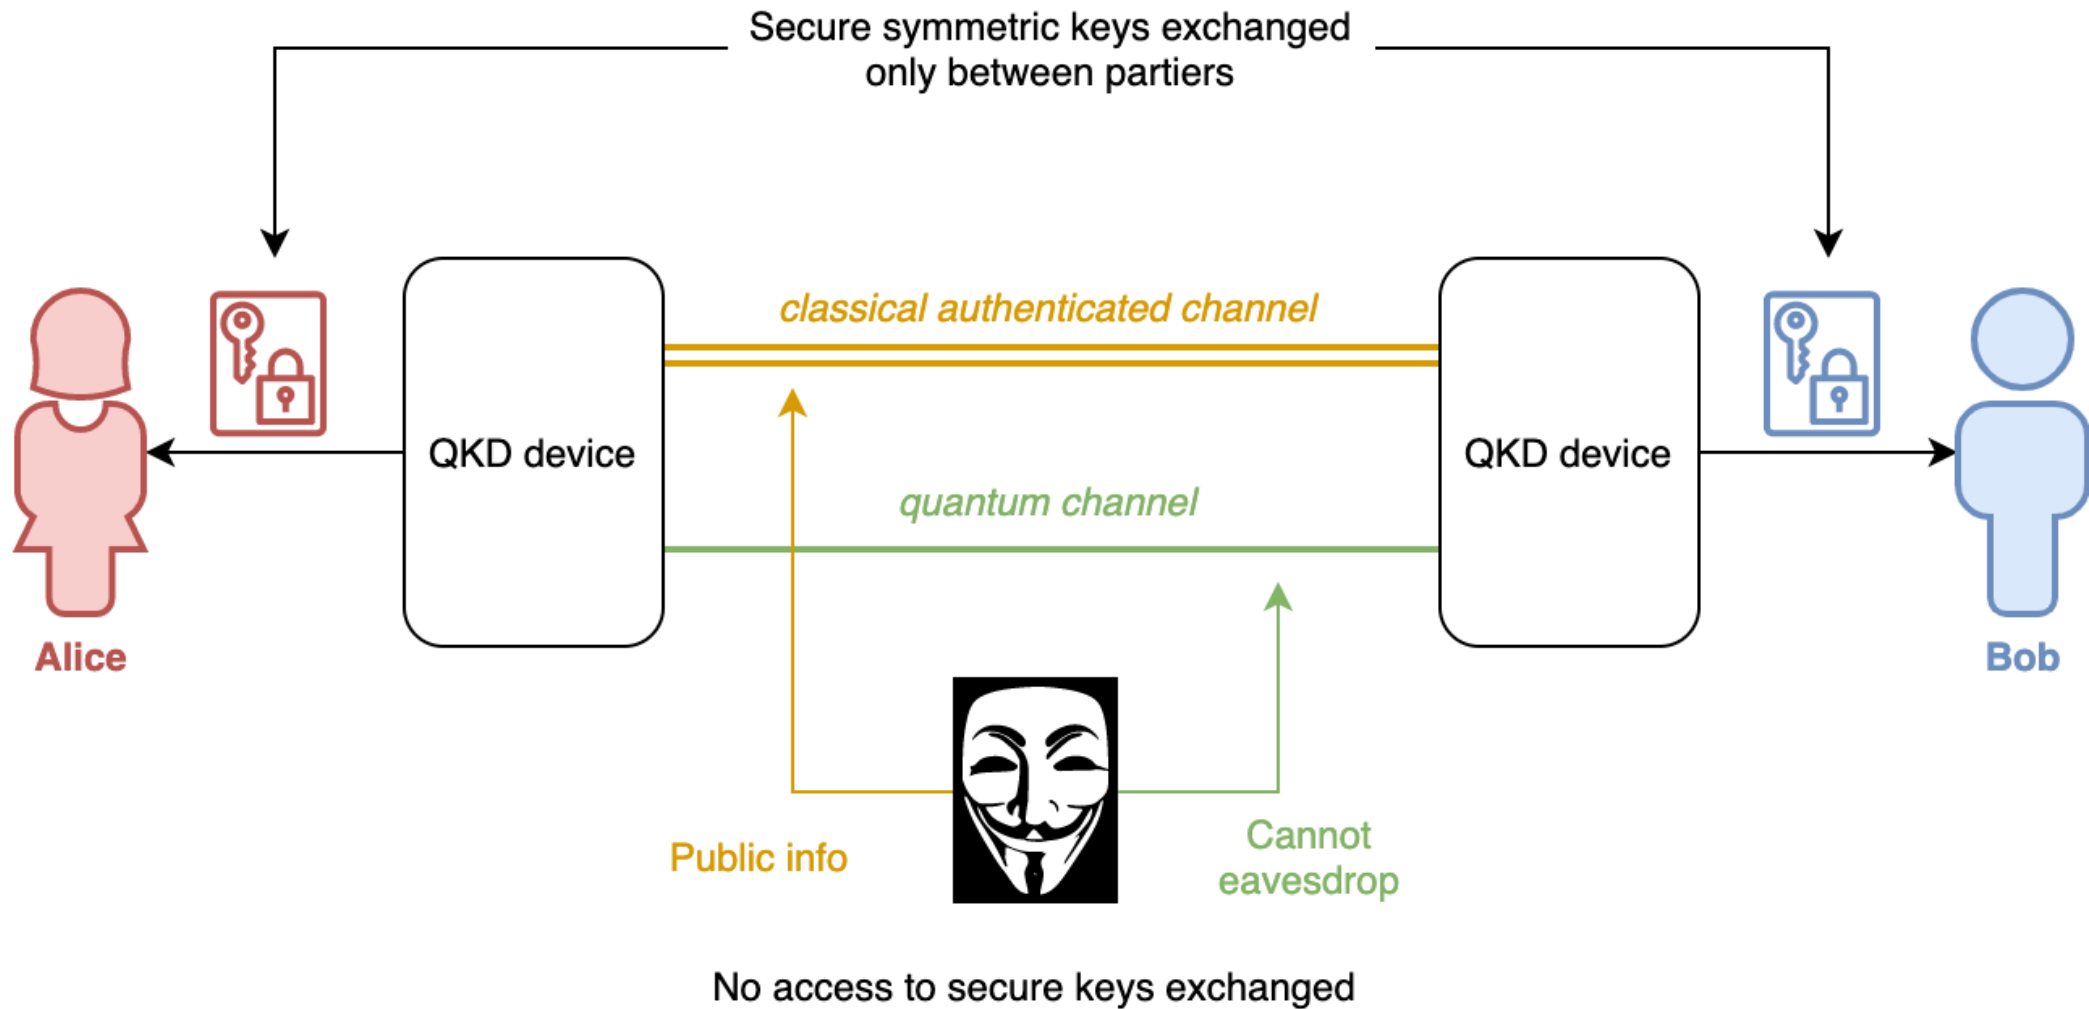 Secure symmetric keys exchanged
only between partiers
classical authenticated channel
QKD device
QKD device
quantum channel
Alice
Bob
Public info
Cannot
eavesdrop
No access to secure keys exchanged